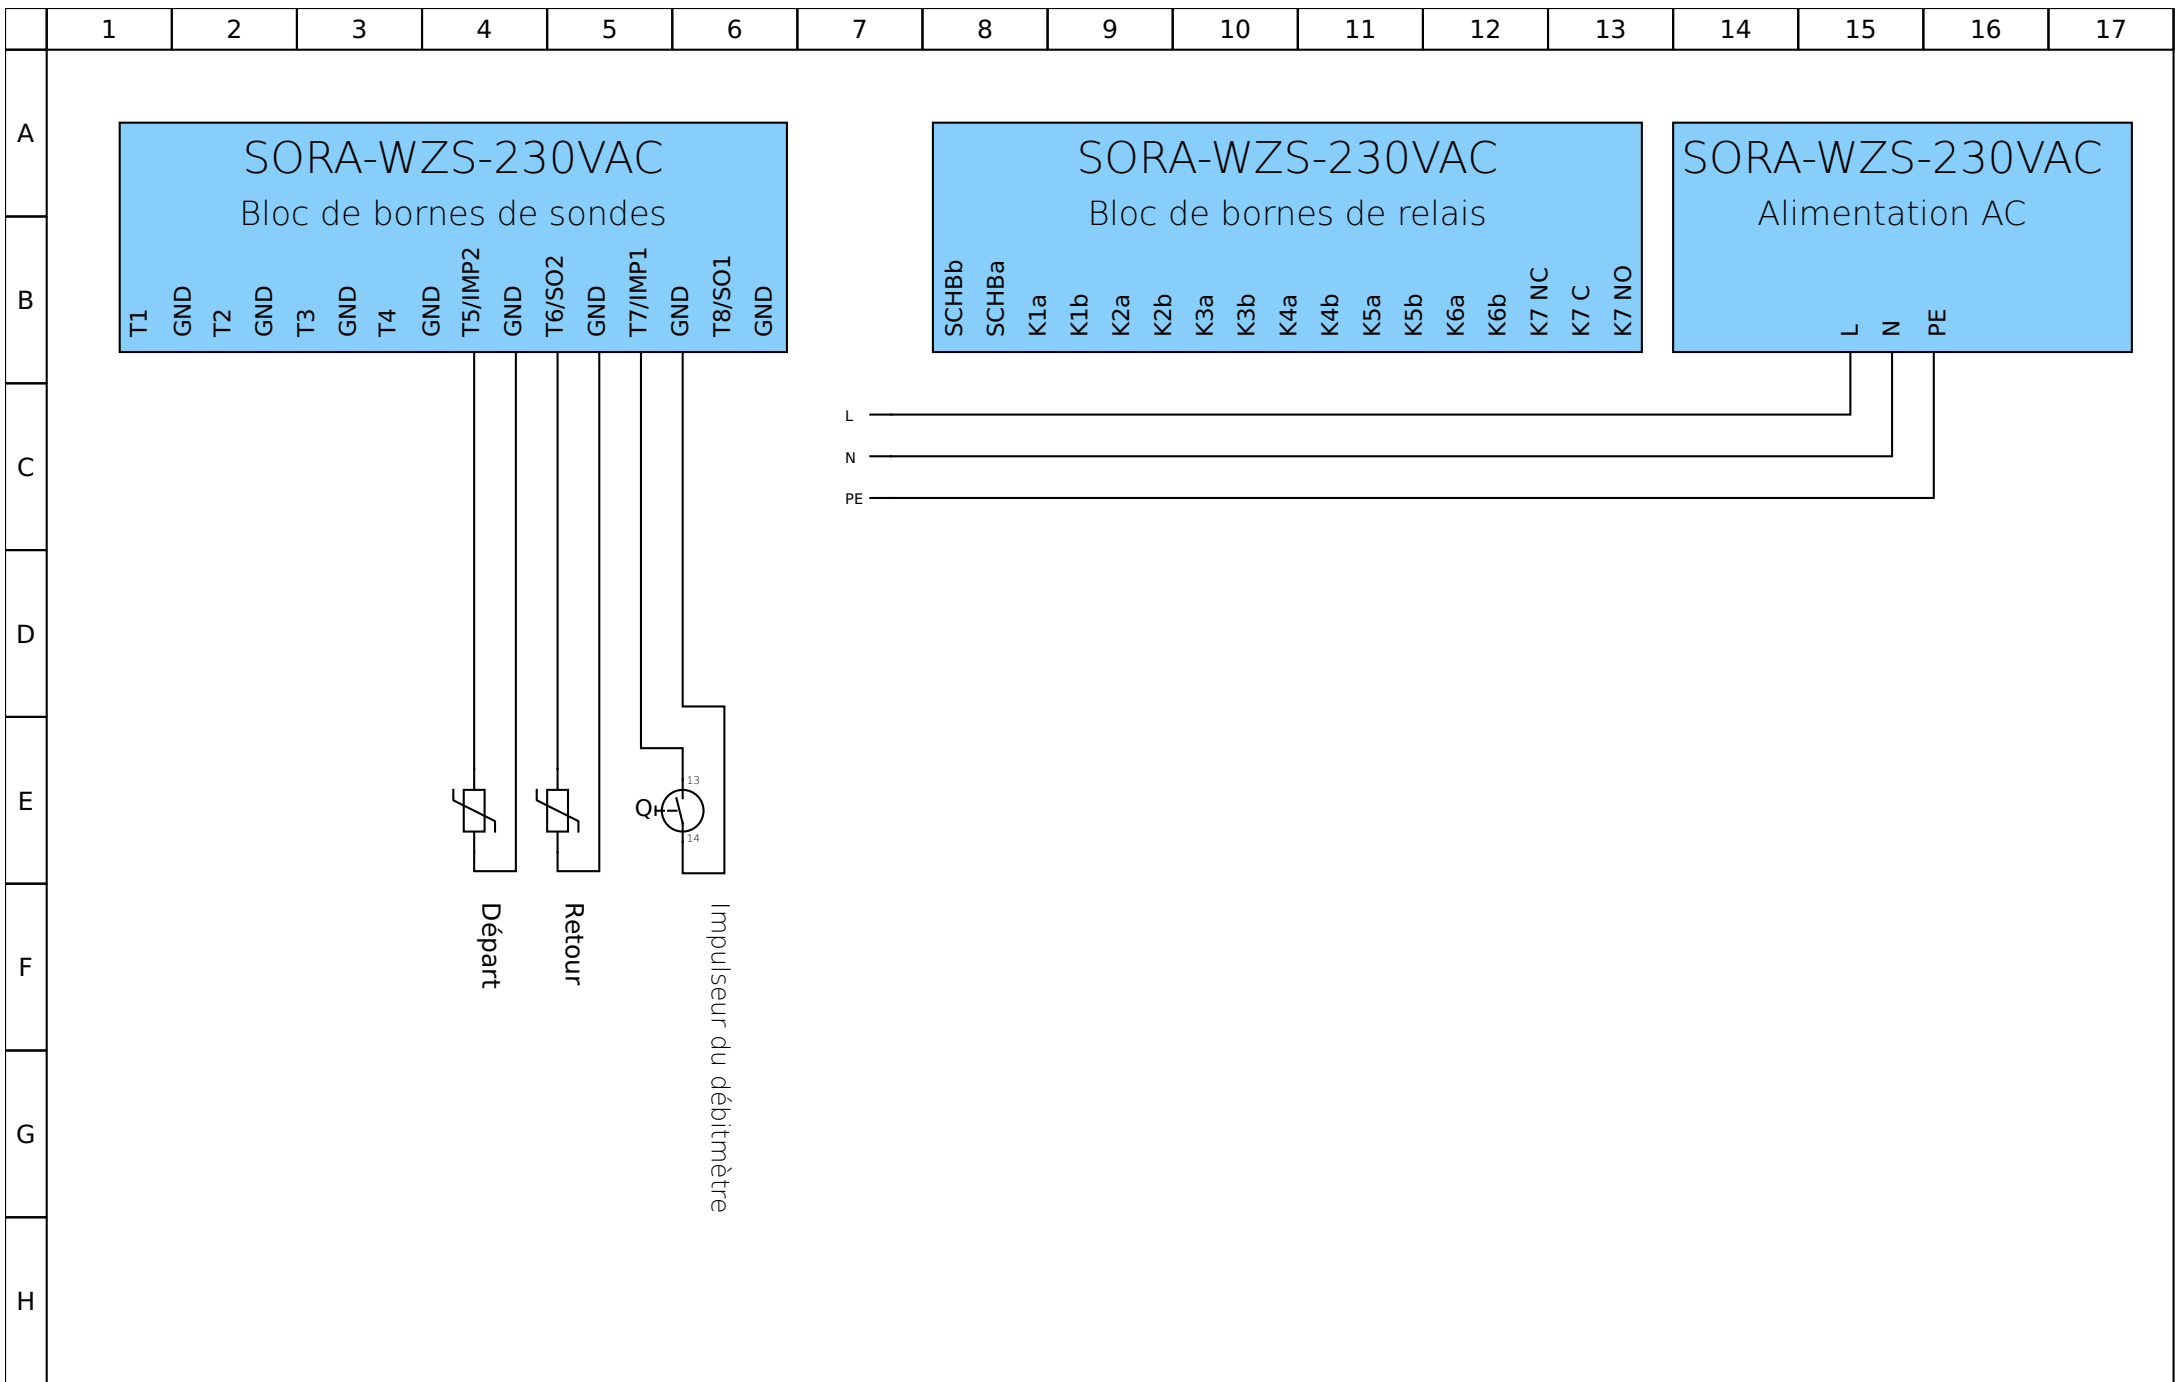 1 2 3 4 5 6 7 8 9 10 11 12 13 14 15 16 17
A
B
C
D
E
F
G
H
SORA-WZS-230VAC
Bloc de bornes de sondes
T1
GND
T2
GND
T3
GND
T4
GND
T5/IMP2
GND
T6/SO2
GND
T7/IMP1
GND
T8/SO1
GND
SORA-WZS-230VAC
Bloc de bornes de relais
SCHBb
SCHBa
K1a
K1b
K2a
K2b
K3a
K3b
K4a
K4b
K5a
K5b
K6a
K6b
K7 NC
K7 C
K7 NO
SORA-WZS-230VAC
Alimentation AC
L
N
PE
L
N
PE
13
Q
14
Départ
Retour
Impulseur du débitmètre